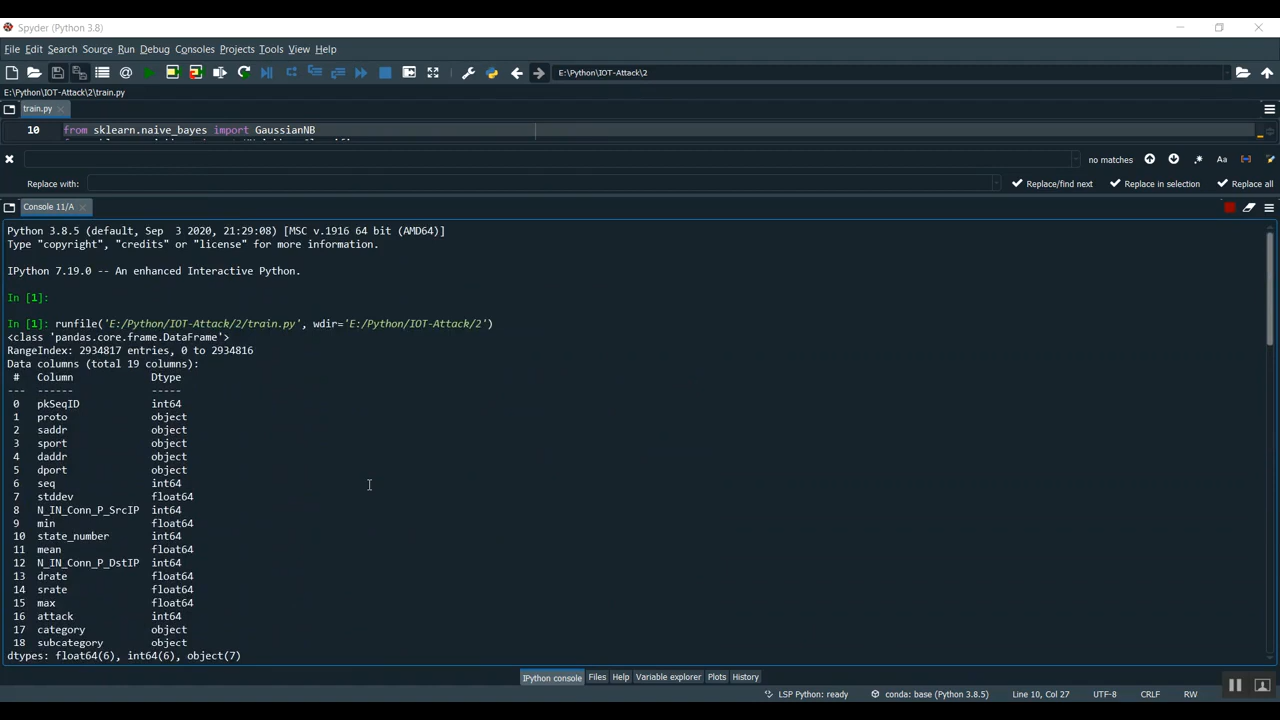 Spyder (Python 3.8)
File Edit Search Source Run Debug Consoles Projects Tools View Help
E:\Python\IOT-Attack\2
E:\Python\IOT-Attack\2\train.py
train.py
10 from sklearn.naive_bayes import GaussianNB
no matches Aa
Replace with: Replace/find next Replace in selection Replace all
Console 11/A
Python 3.8.5 (default, Sep  3 2020, 21:29:08) [MSC v.1916 64 bit (AMD64)]
Type "copyright", "credits" or "license" for more information.
IPython 7.19.0 -- An enhanced Interactive Python.
In [1]:
In [1]: runfile('E:/Python/IOT-Attack/2/train.py', wdir='E:/Python/IOT-Attack/2')
<class 'pandas.core.frame.DataFrame'>
RangeIndex: 2934817 entries, 0 to 2934816
Data columns (total 19 columns):
 #   Column             Dtype
---  ------             -----
 0   pkSeqID            int64
 1   proto              object
 2   saddr              object
 3   sport              object
 4   daddr              object
 5   dport              object
 6   seq                int64
 7   stddev             float64
 8   N_IN_Conn_P_SrcIP  int64
 9   min                float64
 10  state_number       int64
 11  mean               float64
 12  N_IN_Conn_P_DstIP  int64
 13  drate              float64
 14  srate              float64
 15  max                float64
 16  attack             int64
 17  category           object
 18  subcategory        object
dtypes: float64(6), int64(6), object(7)
IPython console Files Help Variable explorer Plots History
LSP Python: ready conda: base (Python 3.8.5) Line 10, Col 27 UTF-8 CRLF RW